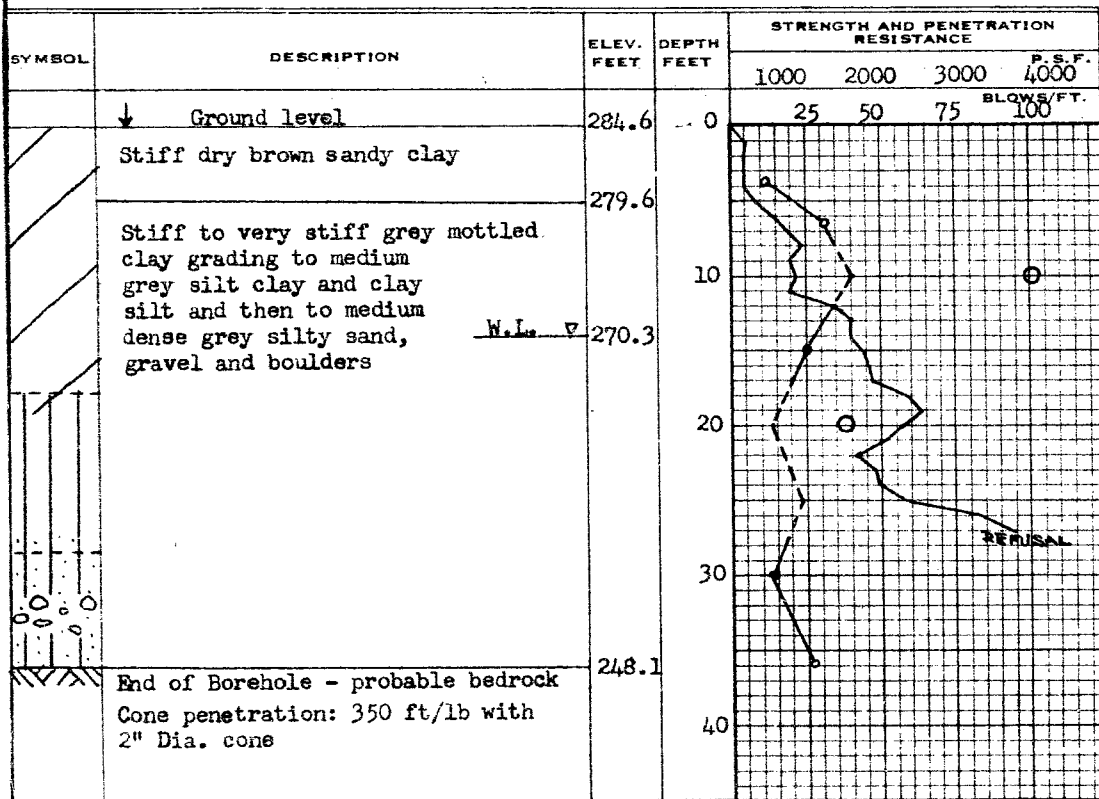 SYMBOL
DESCRIPTION
ELEV. FEET
DEPTH FEET
STRENGTH AND PENETRATION RESISTANCE
P.S.F.
1000 2000 3000 4000
BLOWS/FT.
25 50 75 100
Ground level 284.6 0
Stiff dry brown sandy clay
279.6
Stiff to very stiff grey mottled
clay grading to medium
grey silt clay and clay 10
silt and then to medium
dense grey silty sand, W.L. 270.3
gravel and boulders
20
REFUSAL
30
248.1
End of Borehole - probable bedrock
Cone penetration: 350 ft/lb with
2" Dia. cone 40